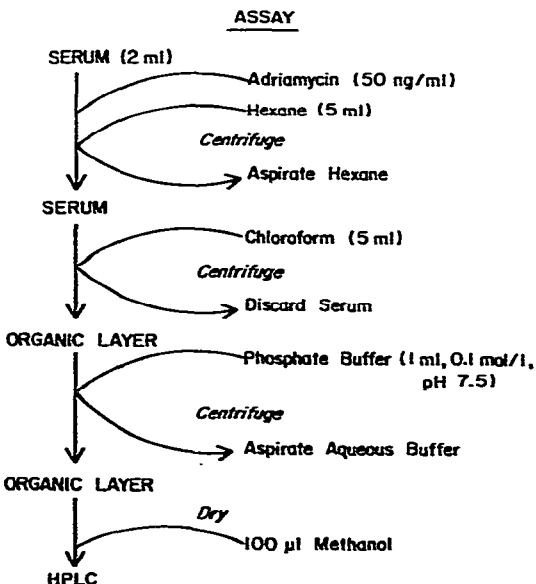 ASSAY
SERUM (2 ml)
Adriamycin (50 ng/ml)
Hexane (5 ml)
Centrifuge
Aspirate Hexane
SERUM
Chloroform (5 ml)
Centrifuge
Discard Serum
ORGANIC LAYER
Phosphate Buffer (1 ml, 0.1 mol/l,
pH 7.5)
Centrifuge
Aspirate Aqueous Buffer
ORGANIC LAYER
Dry
100 µl Methanol
HPLC